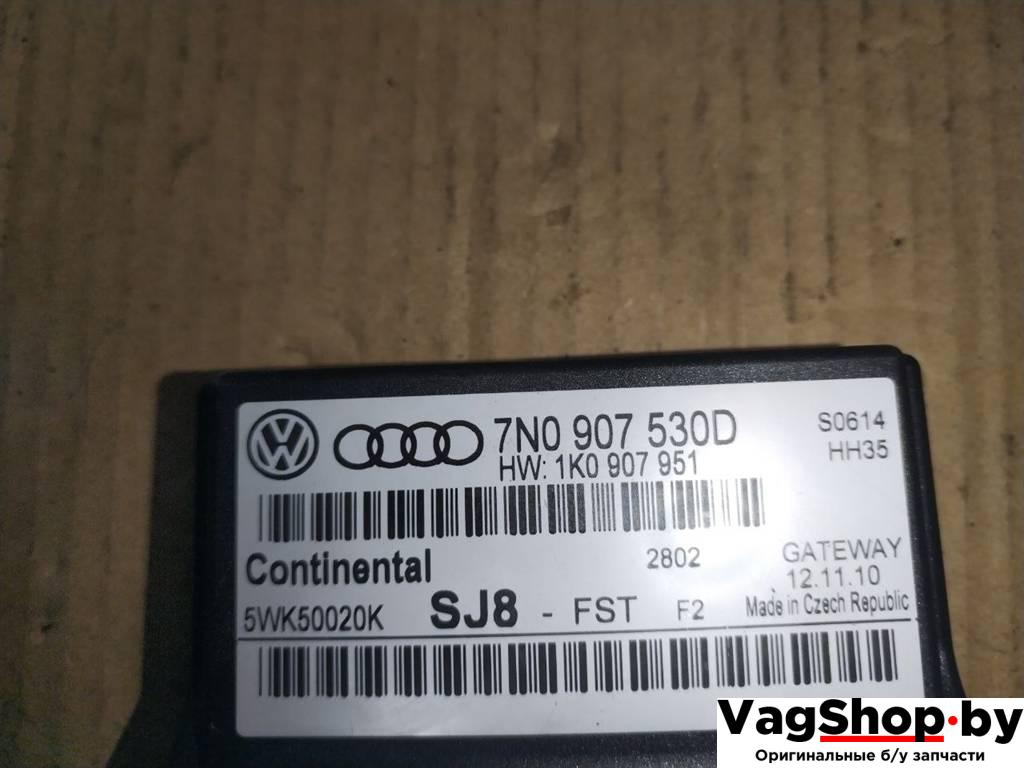 7N0 907 530D
HW: 1K0 907 951
S0614
HH35
Continental
2802
GATEWAY
12.11.10
5WK50020K SJ8 - FST F2 Made in Czech Republic
VagShop.by
Оригинальные б/у запчасти